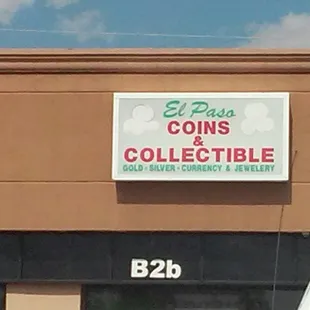 El Paso
COINS
&
COLLECTIBLE
GOLD · SILVER · CURRENCY & JEWELERY
B2b